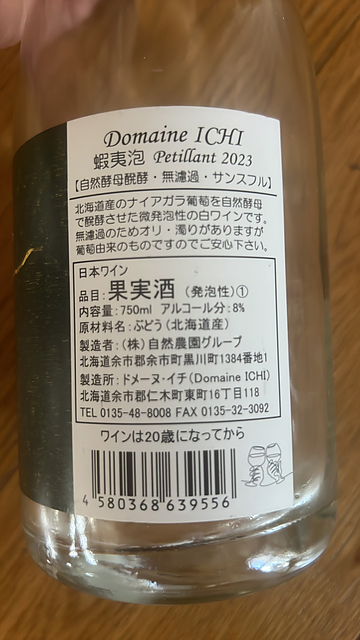 Domaine ICHI
蝦夷泡 Petillant 2023
【自然酵母醗酵・無濾過・サンスフル】
北海道産のナイアガラ葡萄を自然酵母
で醗酵させた微発泡性の白ワインです。
無濾過のためオリ・濁りがありますが
葡萄由来のものですのでご安心下さい。
日本ワイン
品目：果実酒（発泡性）①
内容量：750ml アルコール分：8%
原材料名：ぶどう（北海道産）
製造者：（株）自然農園グループ
北海道余市郡余市町黒川町1384番地1
製造所：ドメーヌ・イチ（Domaine ICHI）
北海道余市郡仁木町東町16丁目118
TEL 0135-48-8008 FAX 0135-32-3092
ワインは20歳になってから
4 580368 639556